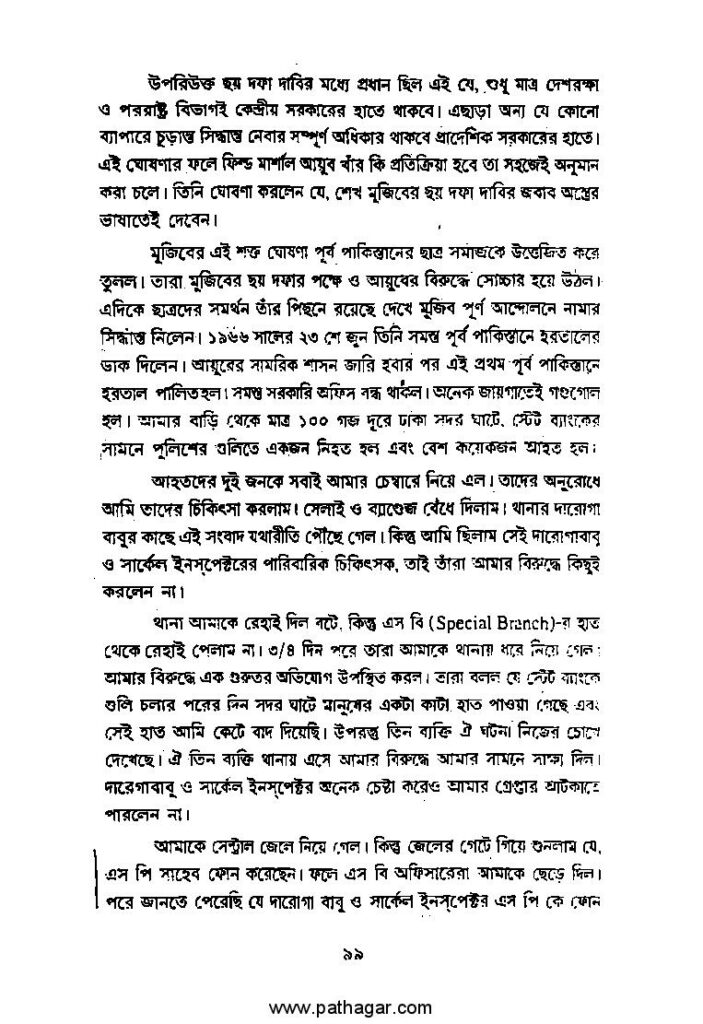 উপরিউক্ত ছয় দফা দাবির মধ্যে প্রধান ছিল এই যে, শুধু মাত্র দেশরক্ষা
ও পররাষ্ট্র বিভাগই কেন্দ্রীয় সরকারের হাতে থাকবে। এছাড়া অন্য যে কোনো
ব্যাপারে চূড়ান্ত সিদ্ধান্ত নেবার সম্পূর্ণ অধিকার থাকবে প্রাদেশিক সরকারের হাতে।
এই ঘোষণার ফলে ফিল্ড মার্শাল আয়ুব খাঁর কি প্রতিক্রিয়া হবে তা সহজেই অনুমান
করা চলে। তিনি ঘোষণা করলেন যে, শেখ মুজিবের ছয় দফা দাবির জবাব অস্ত্রের
ভাষাতেই দেবেন।
মুজিবের এই শক্ত ঘোষণা পূর্ব পাকিস্তানের ছাত্র সমাজকে উত্তেজিত করে
তুলল। তারা মুজিবের ছয় দফার পক্ষে ও আয়ুবের বিরুদ্ধে সোচ্চার হয়ে উঠল।
এদিকে ছাত্রদের সমর্থন তাঁর পিছনে রয়েছে দেখে মুজিব পূর্ণ আন্দোলনে নামার
সিদ্ধান্ত নিলেন। ১৯৬৬ সালের ২৩ শে জুন তিনি সমস্ত পূর্ব পাকিস্তানে হরতালের
ডাক দিলেন। আয়ুবের সামরিক শাসন জারি হবার পর এই প্রথম পূর্ব পাকিস্তানে
হরতাল পালিতহল। সমস্ত সরকারি অফিস বন্ধ থাকল। অনেক জায়গাতেই গণ্ডগোল
হল। আমার বাড়ি থেকে মাত্র ১০০ গজ দূরে ঢাকা সদর ঘাটে, স্টেট ব্যাংকের
সামনে পুলিশের গুলিতে একজন নিহত হল এবং বেশ কয়েকজন আহত হল।
আহতদের দুই জনকে সবাই আমার চেম্বারে নিয়ে এল। তাদের অনুরোধে
আমি তাদের চিকিৎসা করলাম। সেলাই ও ব্যাণ্ডেজ বেঁধে দিলাম। থানার দারোগা
বাবুর কাছে এই সংবাদ যথারীতি পৌঁছে গেল। কিন্তু আমি ছিলাম সেই দারোগাবাবু
ও সার্কেল ইনস্‌পেক্টরের পারিবারিক চিকিৎসক, তাই তাঁরা আমার বিরুদ্ধে কিছুই
করলেন না।
থানা আমাকে রেহাই দিল বটে, কিন্তু এস বি (Special Branch)-র হাত
থেকে রেহাই পেলাম না। ৩/৪ দিন পরে তারা আমাকে থানায় ধরে নিয়ে গেল।
আমার বিরুদ্ধে এক গুরুতর অভিযোগ উপস্থিত করল। তারা বলল যে স্টেট ব্যাংকে
গুলি চলার পরের দিন সদর ঘাটে মানুষের একটা কাটা হাত পাওয়া গেছে এবং
সেই হাত আমি কেটে বাদ দিয়েছি। উপরন্তু তিন ব্যক্তি ঐ ঘটনা নিজের চোখে
দেখেছে। ঐ তিন ব্যক্তি থানায় এসে আমার বিরুদ্ধে আমার সামনে সাক্ষ্য দিল।
দারেগাবাবু ও সার্কেল ইনস্‌পেক্টর অনেক চেষ্টা করেও আমার গ্রেপ্তার আটকাতে
পারলেন না।
আমাকে সেন্ট্রাল জেলে নিয়ে গেল। কিন্তু জেলের গেটে গিয়ে শুনলাম যে,
এস পি সাহেব ফোন করেছেন। ফলে এস বি অফিসারেরা আমাকে ছেড়ে দিল।
পরে জানতে পেরেছি যে দারোগা বাবু ও সার্কেল ইনস্‌পেক্টর এস পি কে ফোন
৯৯
www.pathagar.com